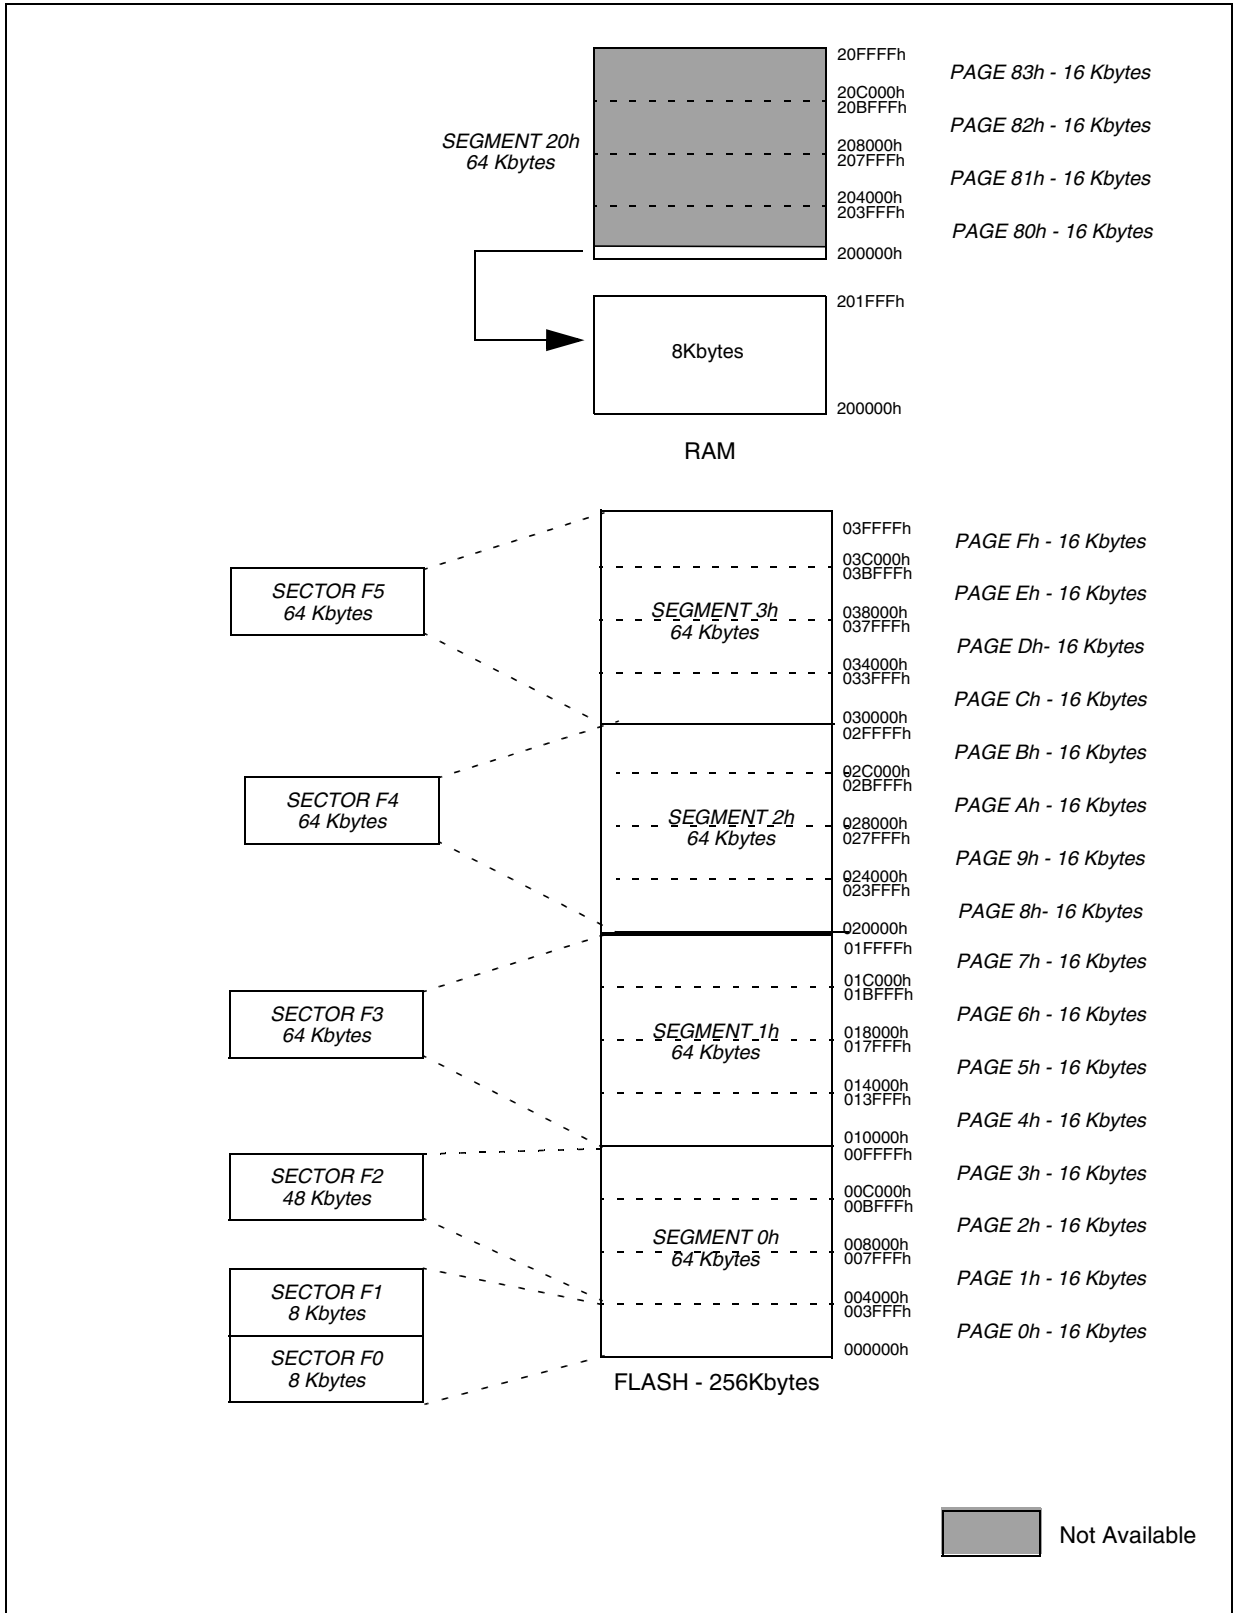 20FFFFh
PAGE 83h - 16 Kbytes
20C000h
20BFFFh
PAGE 82h - 16 Kbytes
SEGMENT 20h
64 Kbytes
208000h
207FFFh
PAGE 81h - 16 Kbytes
204000h
203FFFh
PAGE 80h - 16 Kbytes
200000h
201FFFh
8Kbytes
200000h
RAM
03FFFFh
PAGE Fh - 16 Kbytes
03C000h
03BFFFh
PAGE Eh - 16 Kbytes
SECTOR F5
64 Kbytes
SEGMENT 3h
64 Kbytes
038000h
037FFFh
PAGE Dh- 16 Kbytes
034000h
033FFFh
PAGE Ch - 16 Kbytes
030000h
02FFFFh
PAGE Bh - 16 Kbytes
02C000h
02BFFFh
PAGE Ah - 16 Kbytes
SECTOR F4
64 Kbytes
SEGMENT 2h
64 Kbytes
028000h
027FFFh
PAGE 9h - 16 Kbytes
024000h
023FFFh
PAGE 8h- 16 Kbytes
020000h
01FFFFh
PAGE 7h - 16 Kbytes
01C000h
01BFFFh
PAGE 6h - 16 Kbytes
SECTOR F3
64 Kbytes
SEGMENT 1h
64 Kbytes
018000h
017FFFh
PAGE 5h - 16 Kbytes
014000h
013FFFh
PAGE 4h - 16 Kbytes
010000h
00FFFFh
PAGE 3h - 16 Kbytes
SECTOR F2
48 Kbytes
00C000h
00BFFFh
PAGE 2h - 16 Kbytes
SEGMENT 0h
64 Kbytes
008000h
007FFFh
PAGE 1h - 16 Kbytes
SECTOR F1
8 Kbytes
004000h
003FFFh
PAGE 0h - 16 Kbytes
000000h
SECTOR F0
8 Kbytes
FLASH - 256Kbytes
Not Available